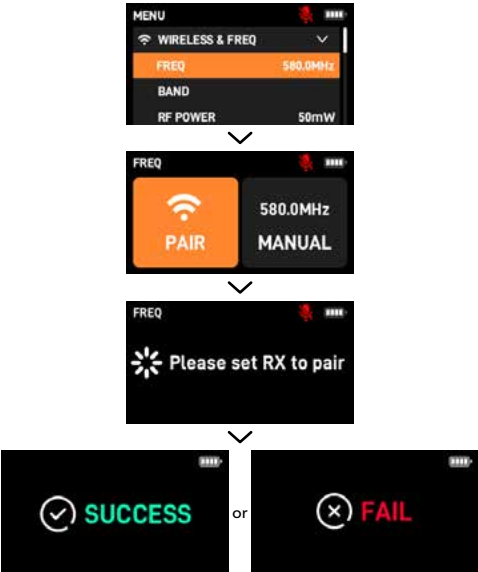 MENU
WIRELESS & FREQ
FREQ 580.0MHz
BAND
RF POWER 50mW
FREQ
580.0MHz
PAIR MANUAL
FREQ
Please set RX to pair
SUCCESS or FAIL